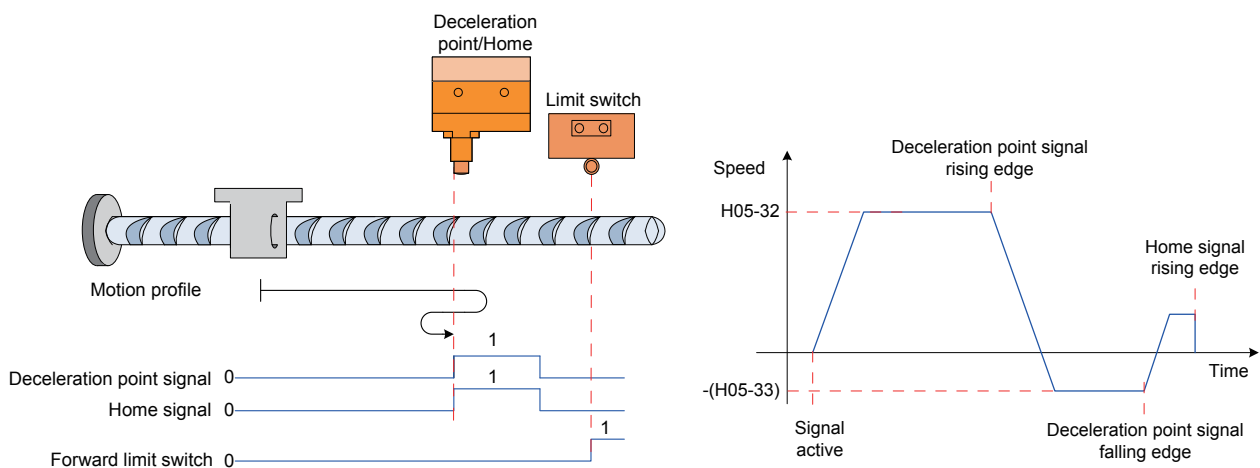 Deceleration
point/Home
Limit switch
Motion profile
1
Deceleration point signal 0
1
Home signal 0
1
Forward limit switch 0
Deceleration point signal
rising edge
Speed
H05-32
Home signal
rising edge
Time
-(H05-33)
Signal
active
Deceleration point signal
falling edge